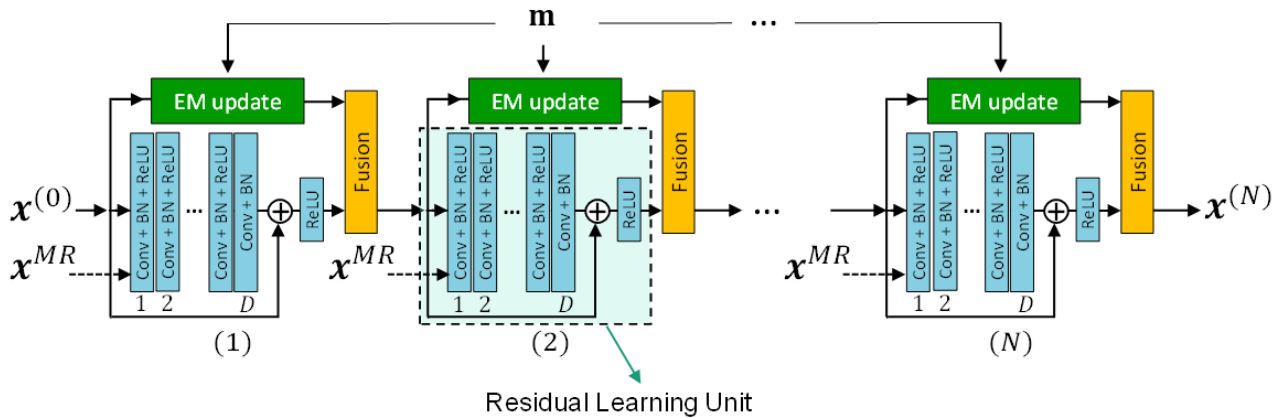 m ...
EM update
EM update
EM update
Conv + BN + ReLU
Conv + BN + ReLU
...
Conv + BN + ReLU
Conv + BN
ReLU
Fusion
Conv + BN + ReLU
Conv + BN + ReLU
...
Conv + BN + ReLU
Conv + BN
ReLU
Fusion
...
Conv + BN + ReLU
Conv + BN + ReLU
...
Conv + BN + ReLU
Conv + BN
ReLU
Fusion
x^(0)
x^(N)
x^MR
x^MR
x^MR
1 2 D
1 2 D
1 2 D
(1)
(2)
(N)
Residual Learning Unit